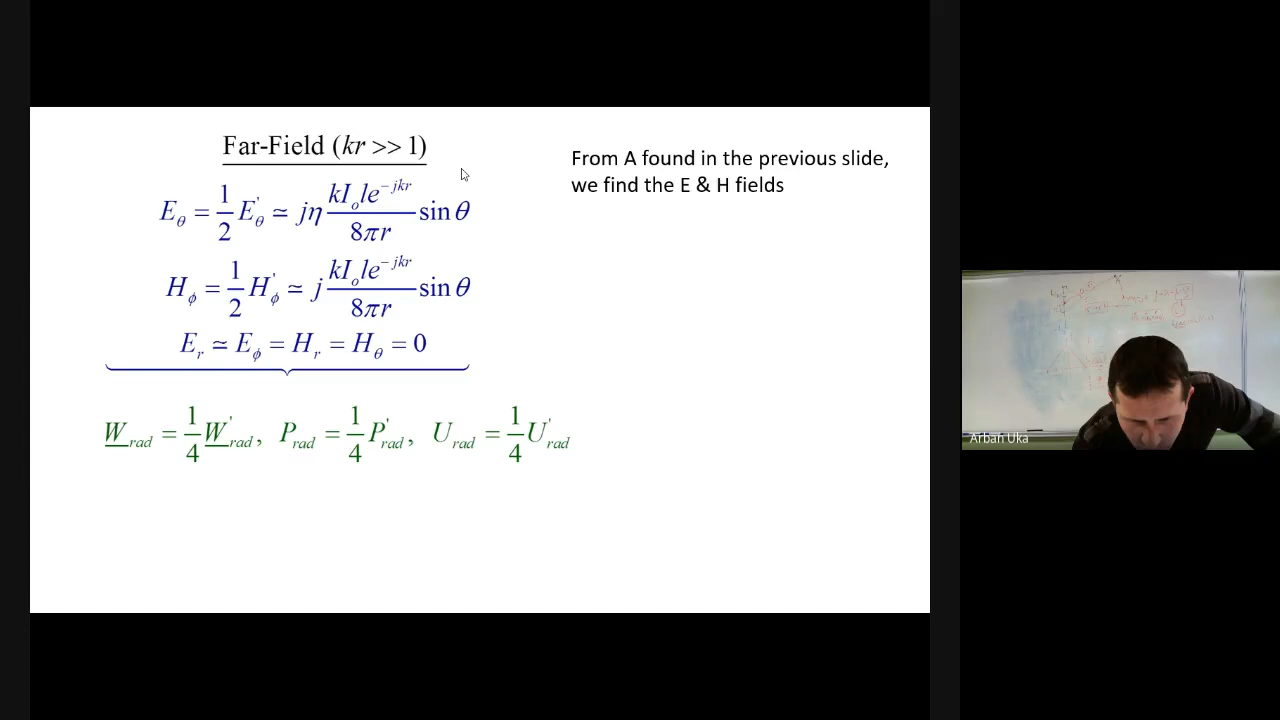 Far-Field (kr >> 1)
From A found in the previous slide,
we find the E & H fields
E_θ = 1/2 E'_θ ≃ jη kI_o le^{-jkr} / 8πr sin θ
H_ϕ = 1/2 H'_ϕ ≃ j kI_o le^{-jkr} / 8πr sin θ
E_r ≃ E_ϕ = H_r = H_θ = 0
W_rad = 1/4 W'_rad, P_rad = 1/4 P'_rad, U_rad = 1/4 U'_rad
Arban Uka